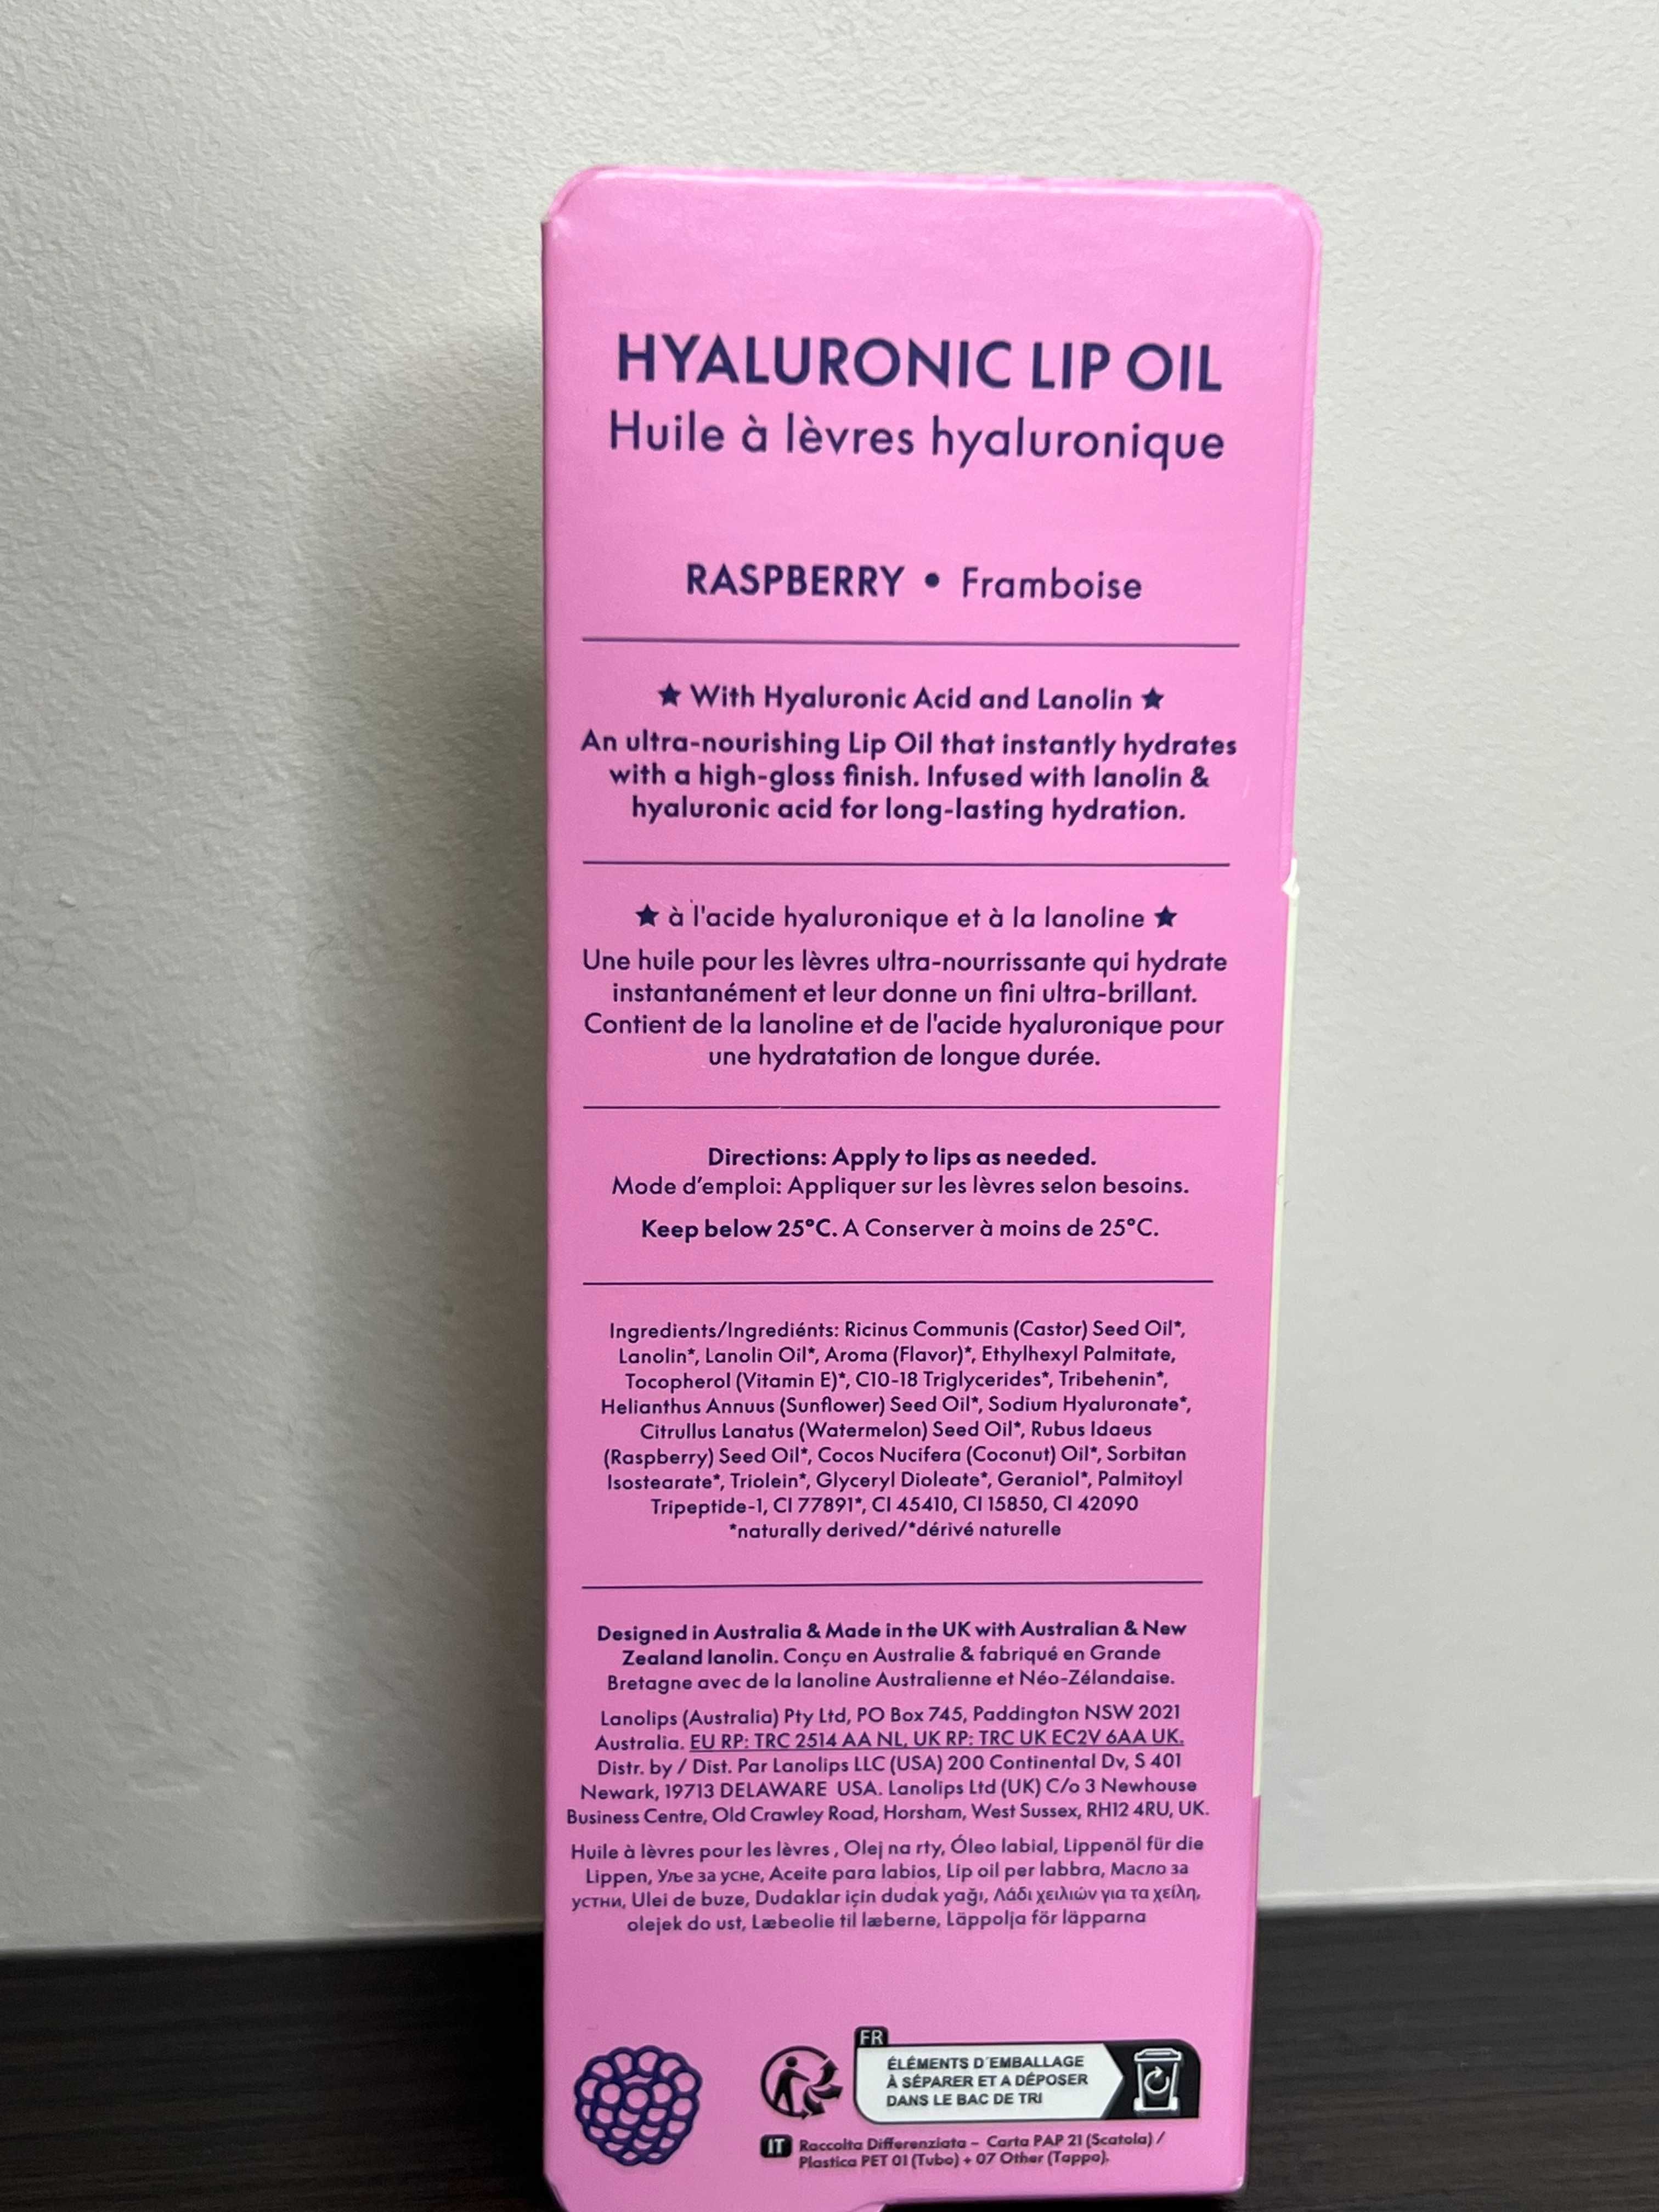 HYALURONIC LIP OIL
Huile à lèvres hyaluronique
RASPBERRY • Framboise
★ With Hyaluronic Acid and Lanolin ★
An ultra-nourishing Lip Oil that instantly hydrates
with a high-gloss finish. Infused with lanolin &
hyaluronic acid for long-lasting hydration.
★ à l'acide hyaluronique et à la lanoline ★
Une huile pour les lèvres ultra-nourrissante qui hydrate
instantanément et leur donne un fini ultra-brillant.
Contient de la lanoline et de l'acide hyaluronique pour
une hydratation de longue durée.
Directions: Apply to lips as needed.
Mode d'emploi: Appliquer sur les lèvres selon besoins.
Keep below 25°C. A Conserver à moins de 25°C.
Ingredients/Ingrediénts: Ricinus Communis (Castor) Seed Oil*,
Lanolin*, Lanolin Oil*, Aroma (Flavor)*, Ethylhexyl Palmitate,
Tocopherol (Vitamin E)*, C10-18 Triglycerides*, Tribehenin*,
Helianthus Annuus (Sunflower) Seed Oil*, Sodium Hyaluronate*,
Citrullus Lanatus (Watermelon) Seed Oil*, Rubus Idaeus
(Raspberry) Seed Oil*, Cocos Nucifera (Coconut) Oil*, Sorbitan
Isostearate*, Triolein*, Glyceryl Dioleate*, Geraniol*, Palmitoyl
Tripeptide-1, CI 77891*, CI 45410, CI 15850, CI 42090
*naturally derived/*dérivé naturelle
Designed in Australia & Made in the UK with Australian & New
Zealand lanolin. Conçu en Australie & fabriqué en Grande
Bretagne avec de la lanoline Australienne et Néo-Zélandaise.
Lanolips (Australia) Pty Ltd, PO Box 745, Paddington NSW 2021
Australia. EU RP: TRC 2514 AA NL, UK RP: TRC UK EC2V 6AA UK.
Distr. by / Dist. Par Lanolips LLC (USA) 200 Continental Dv, S 401
Newark, 19713 DELAWARE USA. Lanolips Ltd (UK) C/o 3 Newhouse
Business Centre, Old Crawley Road, Horsham, West Sussex, RH12 4RU, UK.
Huile à lèvres pour les lèvres , Olej na rty, Óleo labial, Lippenöl für die
Lippen, Уље за усне, Aceite para labios, Lip oil per labbra, Масло за
устни, Ulei de buze, Dudaklar için dudak yağı, Λάδι χειλιών για τα χείλη,
olejek do ust, Læbeolie til læberne, Läppolja för läpparna
FR
ÉLÉMENTS D'EMBALLAGE
À SÉPARER ET A DÉPOSER
DANS LE BAC DE TRI
IT Raccolta Differenziata – Carta PAP 21 (Scatola) /
Plastica PET 01 (Tubo) + 07 Other (Tappo).